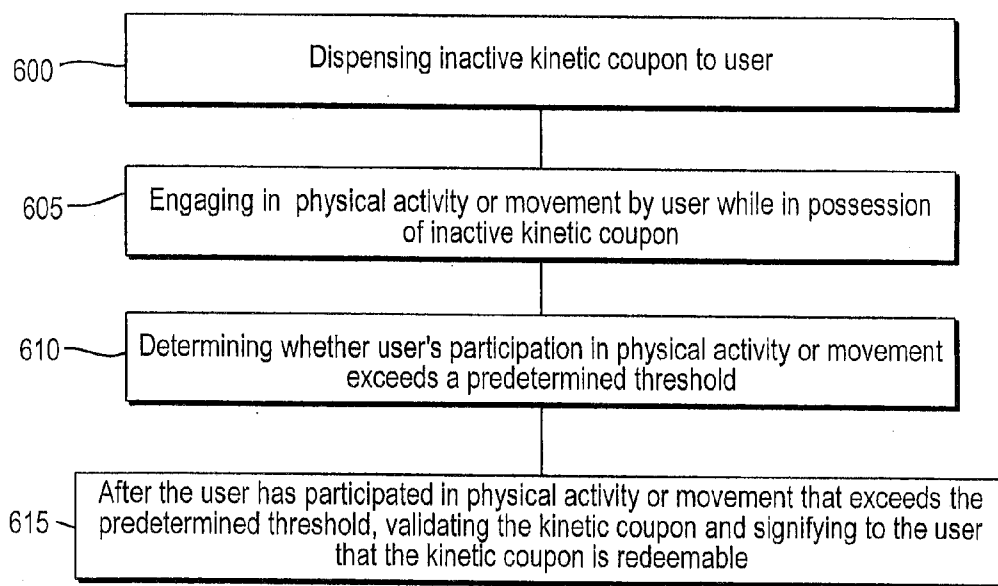 600
Dispensing inactive kinetic coupon to user
605
Engaging in physical activity or movement by user while in possession
of inactive kinetic coupon
610
Determining whether user's participation in physical activity or movement
exceeds a predetermined threshold
615
After the user has participated in physical activity or movement that exceeds the
predetermined threshold, validating the kinetic coupon and signifying to the user
that the kinetic coupon is redeemable